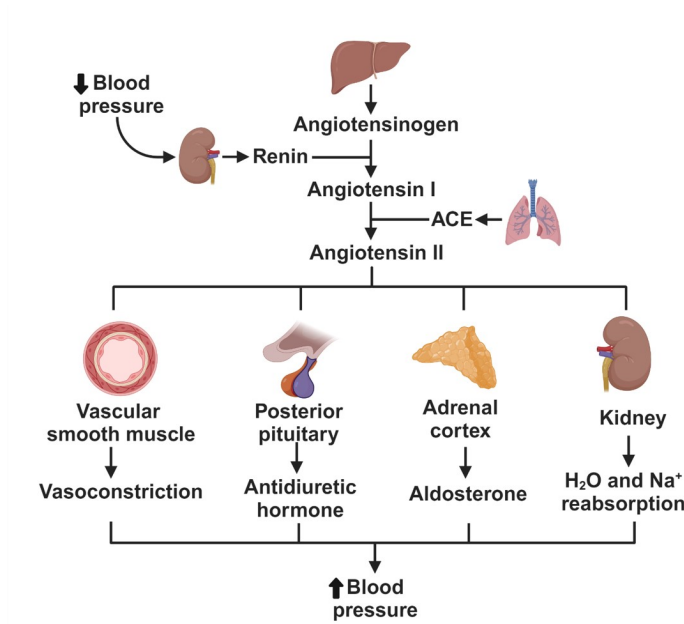 ⬇Blood
pressure
Angiotensinogen
Renin
Angiotensin I
ACE
Angiotensin II
Vascular
smooth muscle
Posterior
pituitary
Adrenal
cortex
Kidney
Vasoconstriction
Antidiuretic
hormone
Aldosterone
H₂O and Na⁺
reabsorption
⬆Blood
pressure